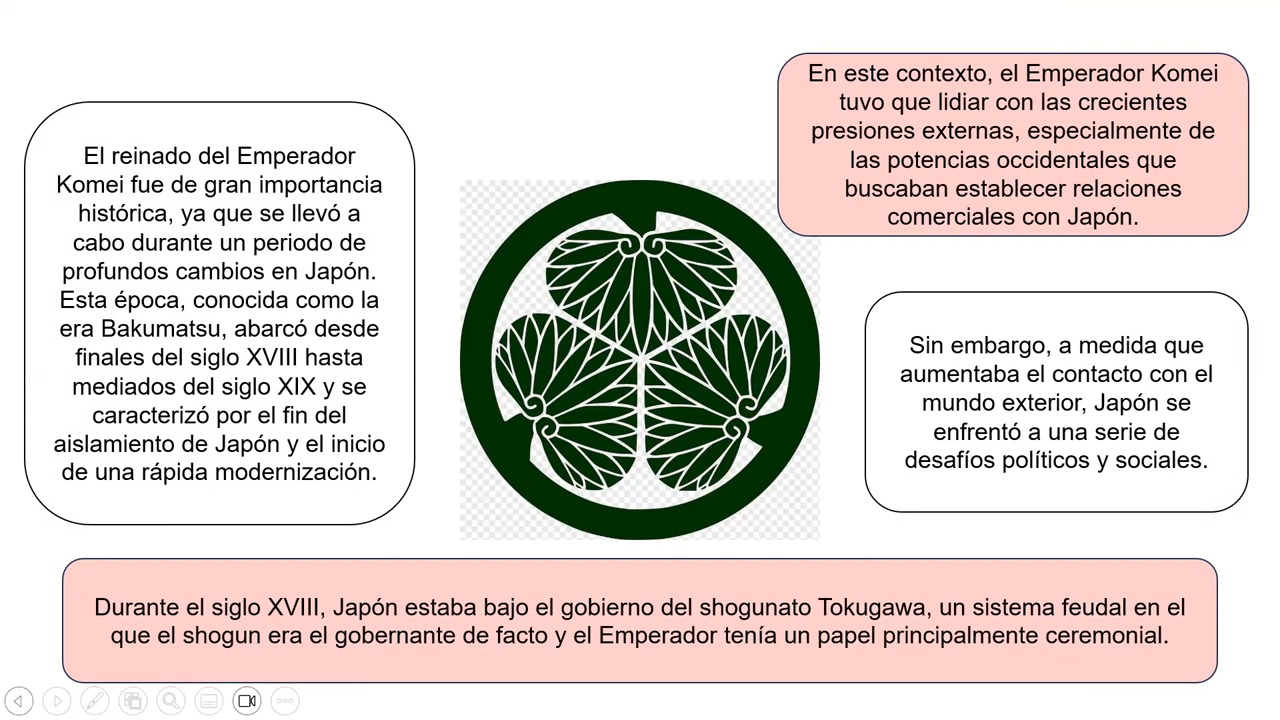 El reinado del Emperador
Komei fue de gran importancia
histórica, ya que se llevó a
cabo durante un periodo de
profundos cambios en Japón.
Esta época, conocida como la
era Bakumatsu, abarcó desde
finales del siglo XVIII hasta
mediados del siglo XIX y se
caracterizó por el fin del
aislamiento de Japón y el inicio
de una rápida modernización.
En este contexto, el Emperador Komei
tuvo que lidiar con las crecientes
presiones externas, especialmente de
las potencias occidentales que
buscaban establecer relaciones
comerciales con Japón.
Sin embargo, a medida que
aumentaba el contacto con el
mundo exterior, Japón se
enfrentó a una serie de
desafíos políticos y sociales.
Durante el siglo XVIII, Japón estaba bajo el gobierno del shogunato Tokugawa, un sistema feudal en el
que el shogun era el gobernante de facto y el Emperador tenía un papel principalmente ceremonial.